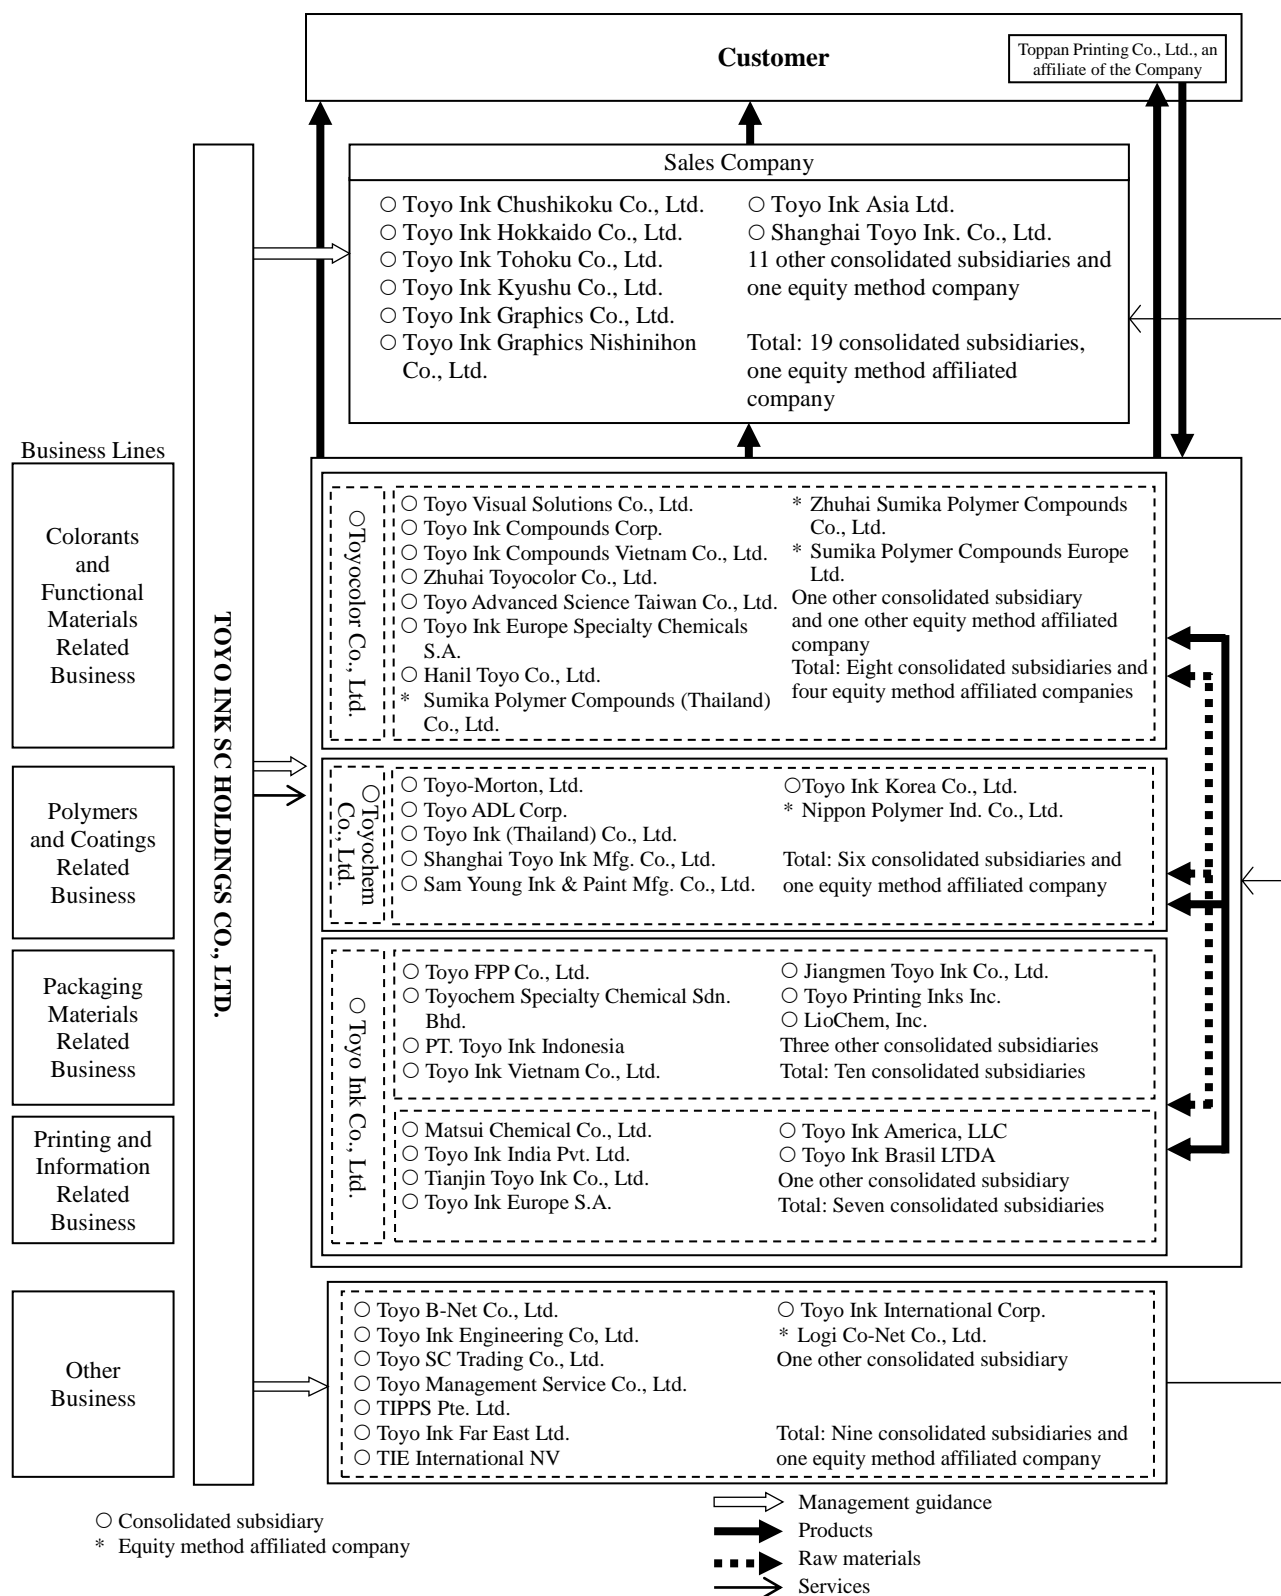 Customer
Toppan Printing Co., Ltd., an
affiliate of the Company
Sales Company
○ Toyo Ink Chushikoku Co., Ltd.
○ Toyo Ink Hokkaido Co., Ltd.
○ Toyo Ink Tohoku Co., Ltd.
○ Toyo Ink Kyushu Co., Ltd.
○ Toyo Ink Graphics Co., Ltd.
○ Toyo Ink Graphics Nishinihon
Co., Ltd.
○ Toyo Ink Asia Ltd.
○ Shanghai Toyo Ink. Co., Ltd.
11 other consolidated subsidiaries and
one equity method company
Total: 19 consolidated subsidiaries,
one equity method affiliated
company
TOYO INK SC HOLDINGS CO., LTD.
Business Lines
Colorants
and
Functional
Materials
Related
Business
○Toyocolor Co., Ltd.
○ Toyo Visual Solutions Co., Ltd.
○ Toyo Ink Compounds Corp.
○ Toyo Ink Compounds Vietnam Co., Ltd.
○ Zhuhai Toyocolor Co., Ltd.
○ Toyo Advanced Science Taiwan Co., Ltd.
○ Toyo Ink Europe Specialty Chemicals
S.A.
○ Hanil Toyo Co., Ltd.
* Sumika Polymer Compounds (Thailand)
Co., Ltd.
* Zhuhai Sumika Polymer Compounds
Co., Ltd.
* Sumika Polymer Compounds Europe
Ltd.
One other consolidated subsidiary
and one other equity method affiliated
company
Total: Eight consolidated subsidiaries and
four equity method affiliated companies
Polymers
and Coatings
Related
Business
○Toyochem
Co., Ltd.
○ Toyo-Morton, Ltd.
○ Toyo ADL Corp.
○ Toyo Ink (Thailand) Co., Ltd.
○ Shanghai Toyo Ink Mfg. Co., Ltd.
○ Sam Young Ink & Paint Mfg. Co., Ltd.
○Toyo Ink Korea Co., Ltd.
* Nippon Polymer Ind. Co., Ltd.
Total: Six consolidated subsidiaries and
one equity method affiliated company
Packaging
Materials
Related
Business
○ Toyo Ink Co., Ltd.
○ Toyo FPP Co., Ltd.
○ Toyochem Specialty Chemical Sdn.
Bhd.
○ PT. Toyo Ink Indonesia
○ Toyo Ink Vietnam Co., Ltd.
○ Jiangmen Toyo Ink Co., Ltd.
○ Toyo Printing Inks Inc.
○ LioChem, Inc.
Three other consolidated subsidiaries
Total: Ten consolidated subsidiaries
Printing and
Information
Related
Business
○ Matsui Chemical Co., Ltd.
○ Toyo Ink India Pvt. Ltd.
○ Tianjin Toyo Ink Co., Ltd.
○ Toyo Ink Europe S.A.
○ Toyo Ink America, LLC
○ Toyo Ink Brasil LTDA
One other consolidated subsidiary
Total: Seven consolidated subsidiaries
Other
Business
○ Toyo B-Net Co., Ltd.
○ Toyo Ink Engineering Co, Ltd.
○ Toyo SC Trading Co., Ltd.
○ Toyo Management Service Co., Ltd.
○ TIPPS Pte. Ltd.
○ Toyo Ink Far East Ltd.
○ TIE International NV
○ Toyo Ink International Corp.
* Logi Co-Net Co., Ltd.
One other consolidated subsidiary
Total: Nine consolidated subsidiaries and
one equity method affiliated company
○ Consolidated subsidiary
* Equity method affiliated company
Management guidance
Products
Raw materials
Services